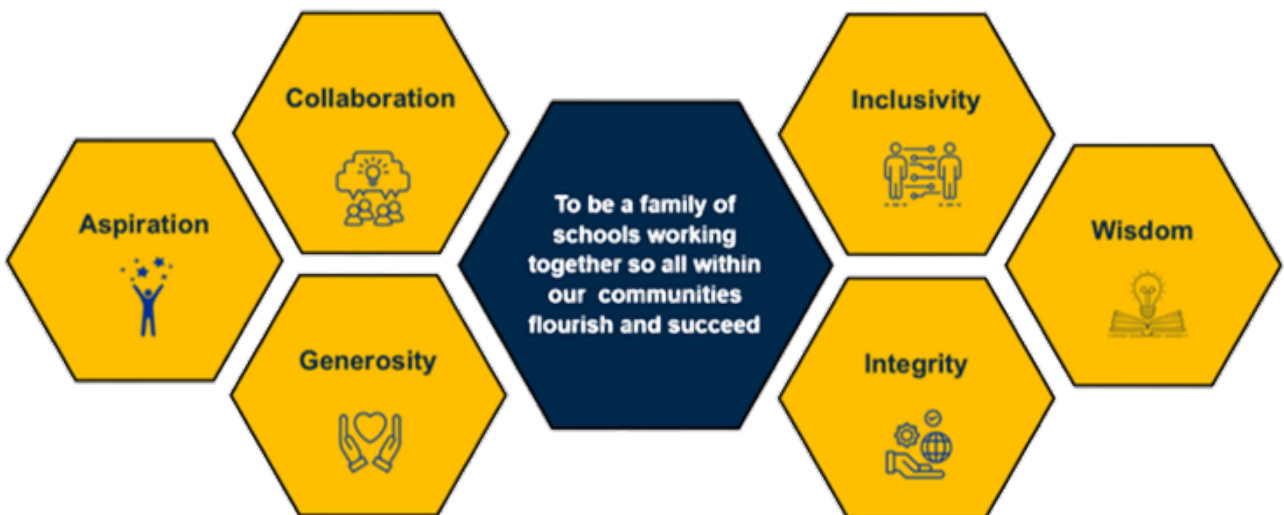 Aspiration
Collaboration
Generosity
To be a family of
schools working
together so all within
our communities
flourish and succeed
Inclusivity
Integrity
Wisdom